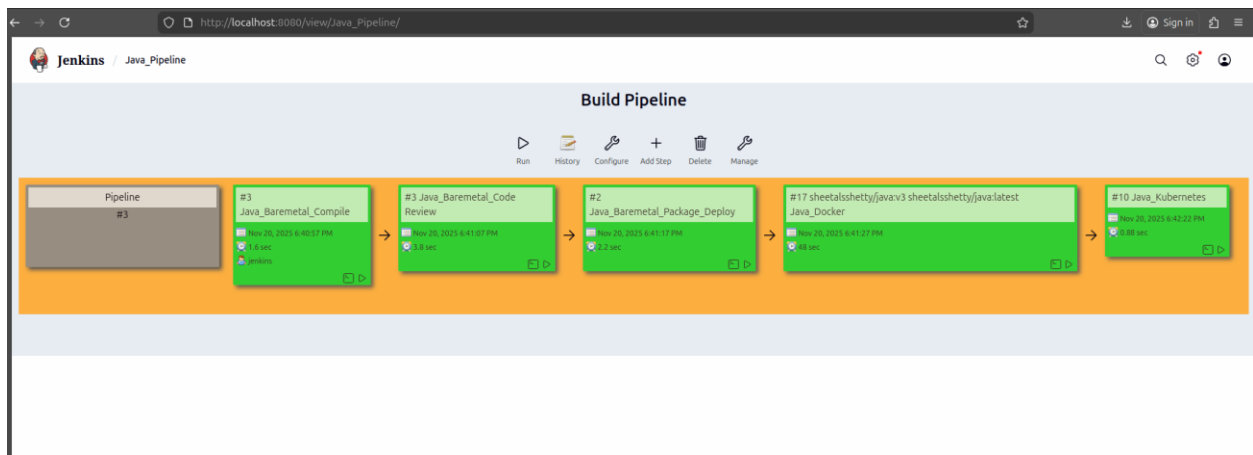 http://localhost:8080/view/Java_Pipeline/
Sign in
Jenkins / Java_Pipeline
Build Pipeline
Run
History
Configure
Add Step
Delete
Manage
Pipeline
#3
#3
Java_Baremetal_Compile
Nov 20, 2025 6:40:57 PM
1.6 sec
jenkins
#3 Java_Baremetal_Code
Review
Nov 20, 2025 6:41:07 PM
3.8 sec
#2
Java_Baremetal_Package_Deploy
Nov 20, 2025 6:41:17 PM
2.2 sec
#17 sheetalsshetty/java:v3 sheetalsshetty/java:latest
Java_Docker
Nov 20, 2025 6:41:27 PM
48 sec
#10 Java_Kubernetes
Nov 20, 2025 6:42:22 PM
0.88 sec